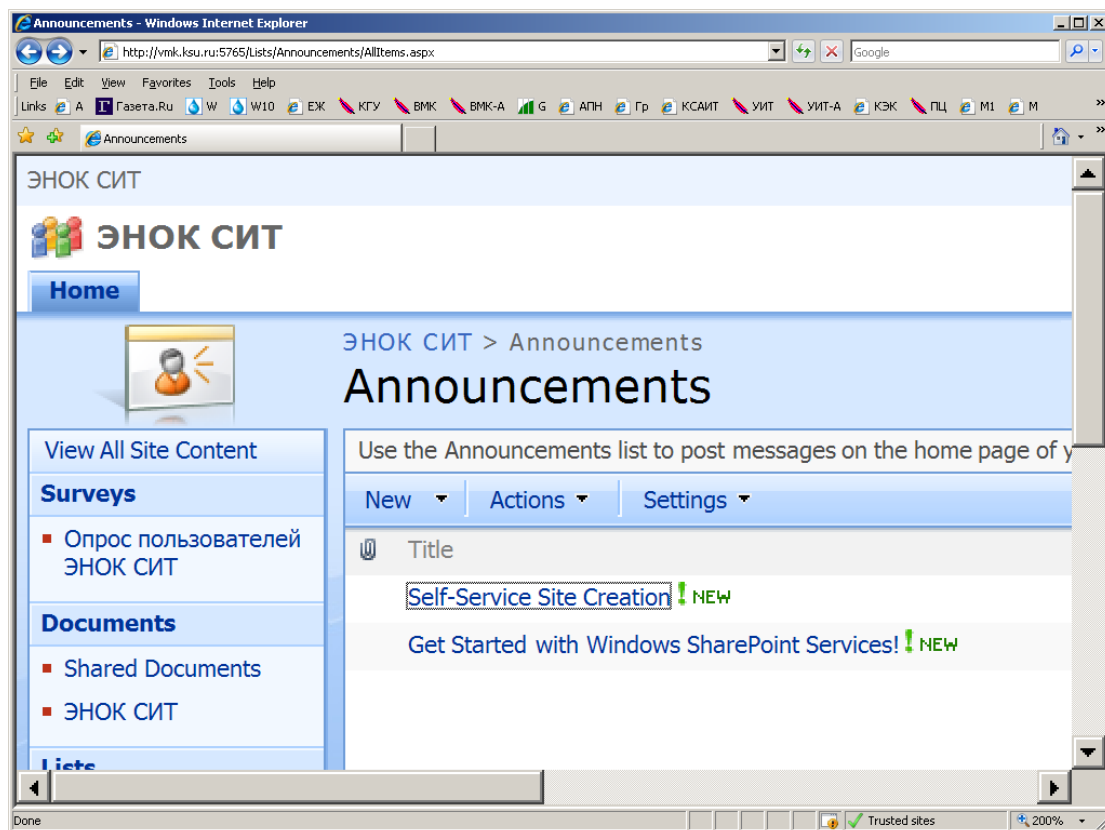 Announcements - Windows Internet Explorer
http://vmk.ksu.ru:5765/Lists/Announcements/AllItems.aspx
Google
File Edit View Favorites Tools Help
Links A Газета.Ru W W10 ЕЖ КГУ ВМК ВМК-А G АПН Гр КСАИТ УИТ УИТ-А КЭК ПЦ М1 М »
Announcements »
ЭНОК СИТ
ЭНОК СИТ
Home
ЭНОК СИТ > Announcements
Announcements
View All Site Content
Surveys
Опрос пользователей
ЭНОК СИТ
Documents
Shared Documents
ЭНОК СИТ
Lists
Use the Announcements list to post messages on the home page of y
New Actions Settings
Title
Self-Service Site Creation ! NEW
Get Started with Windows SharePoint Services! ! NEW
Done Trusted sites 200%